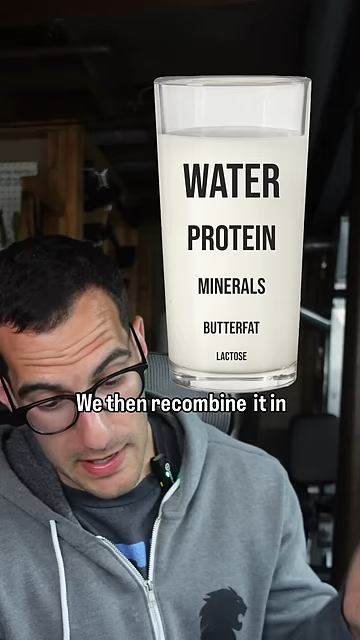 WATER
PROTEIN
MINERALS
BUTTERFAT
LACTOSE
We then recombine it in